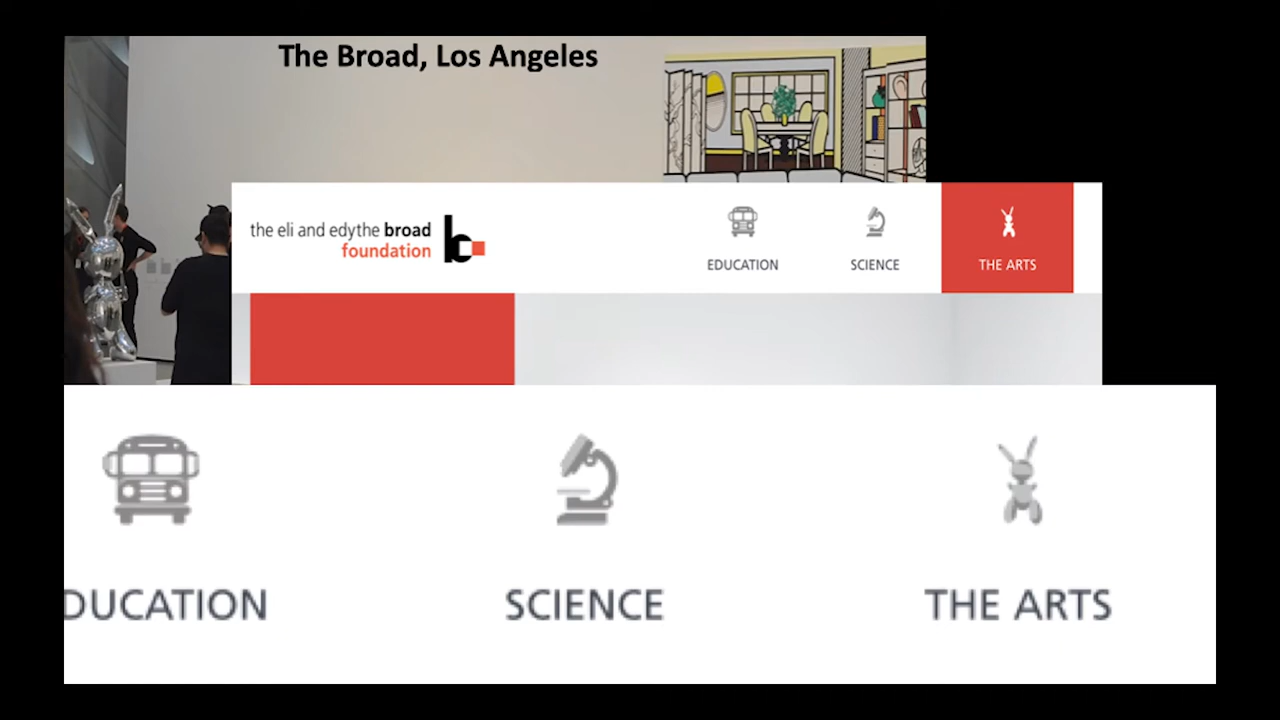 The Broad, Los Angeles
the eli and edythe broad
foundation
EDUCATION
SCIENCE
THE ARTS
DUCATION
SCIENCE
THE ARTS